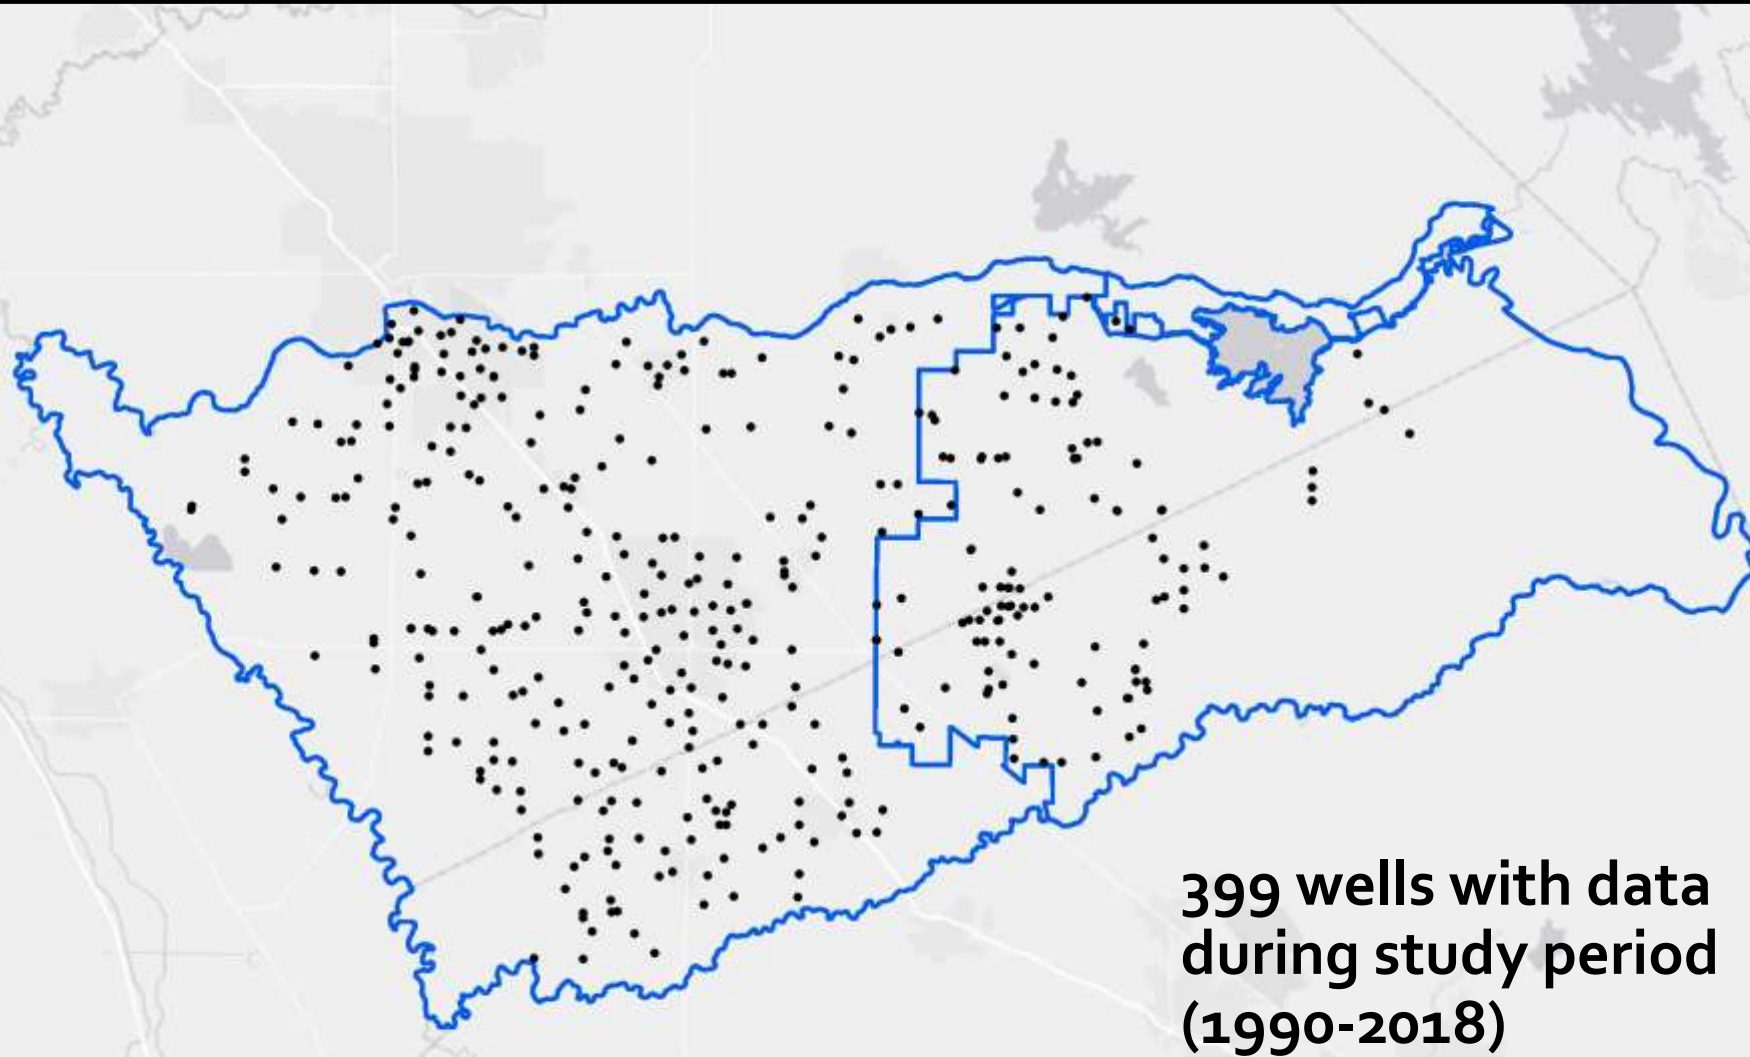 399 wells with data
during study period
(1990-2018)